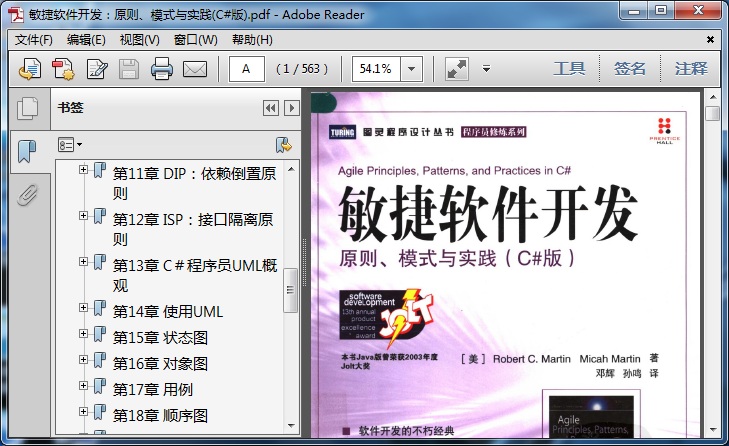 敏捷软件开发：原则、模式与实践(C#版).pdf - Adobe Reader
文件(F) 编辑(E) 视图(V) 窗口(W) 帮助(H)
A (1 / 563) 54.1% 工具 签名 注释
书签
第11章 DIP：依赖倒置原
则
第12章 ISP：接口隔离原
则
第13章 C＃程序员UML概
观
第14章 使用UML
第15章 状态图
第16章 对象图
第17章 用例
第18章 顺序图
TURING 图灵程序设计丛书 程序员修炼系列
PRENTICE
HALL
Agile Principles, Patterns, and Practices in C#
敏捷软件开发
原则、模式与实践（C#版）
software
development
13th annual
product
excellence
award
JOLT
本书Java版曾荣获2003年度
Jolt大奖
[美] Robert C. Martin Micah Martin 著
邓辉 孙鸣 译
■ 软件开发的不朽经典
Agile
Principles, Patterns,